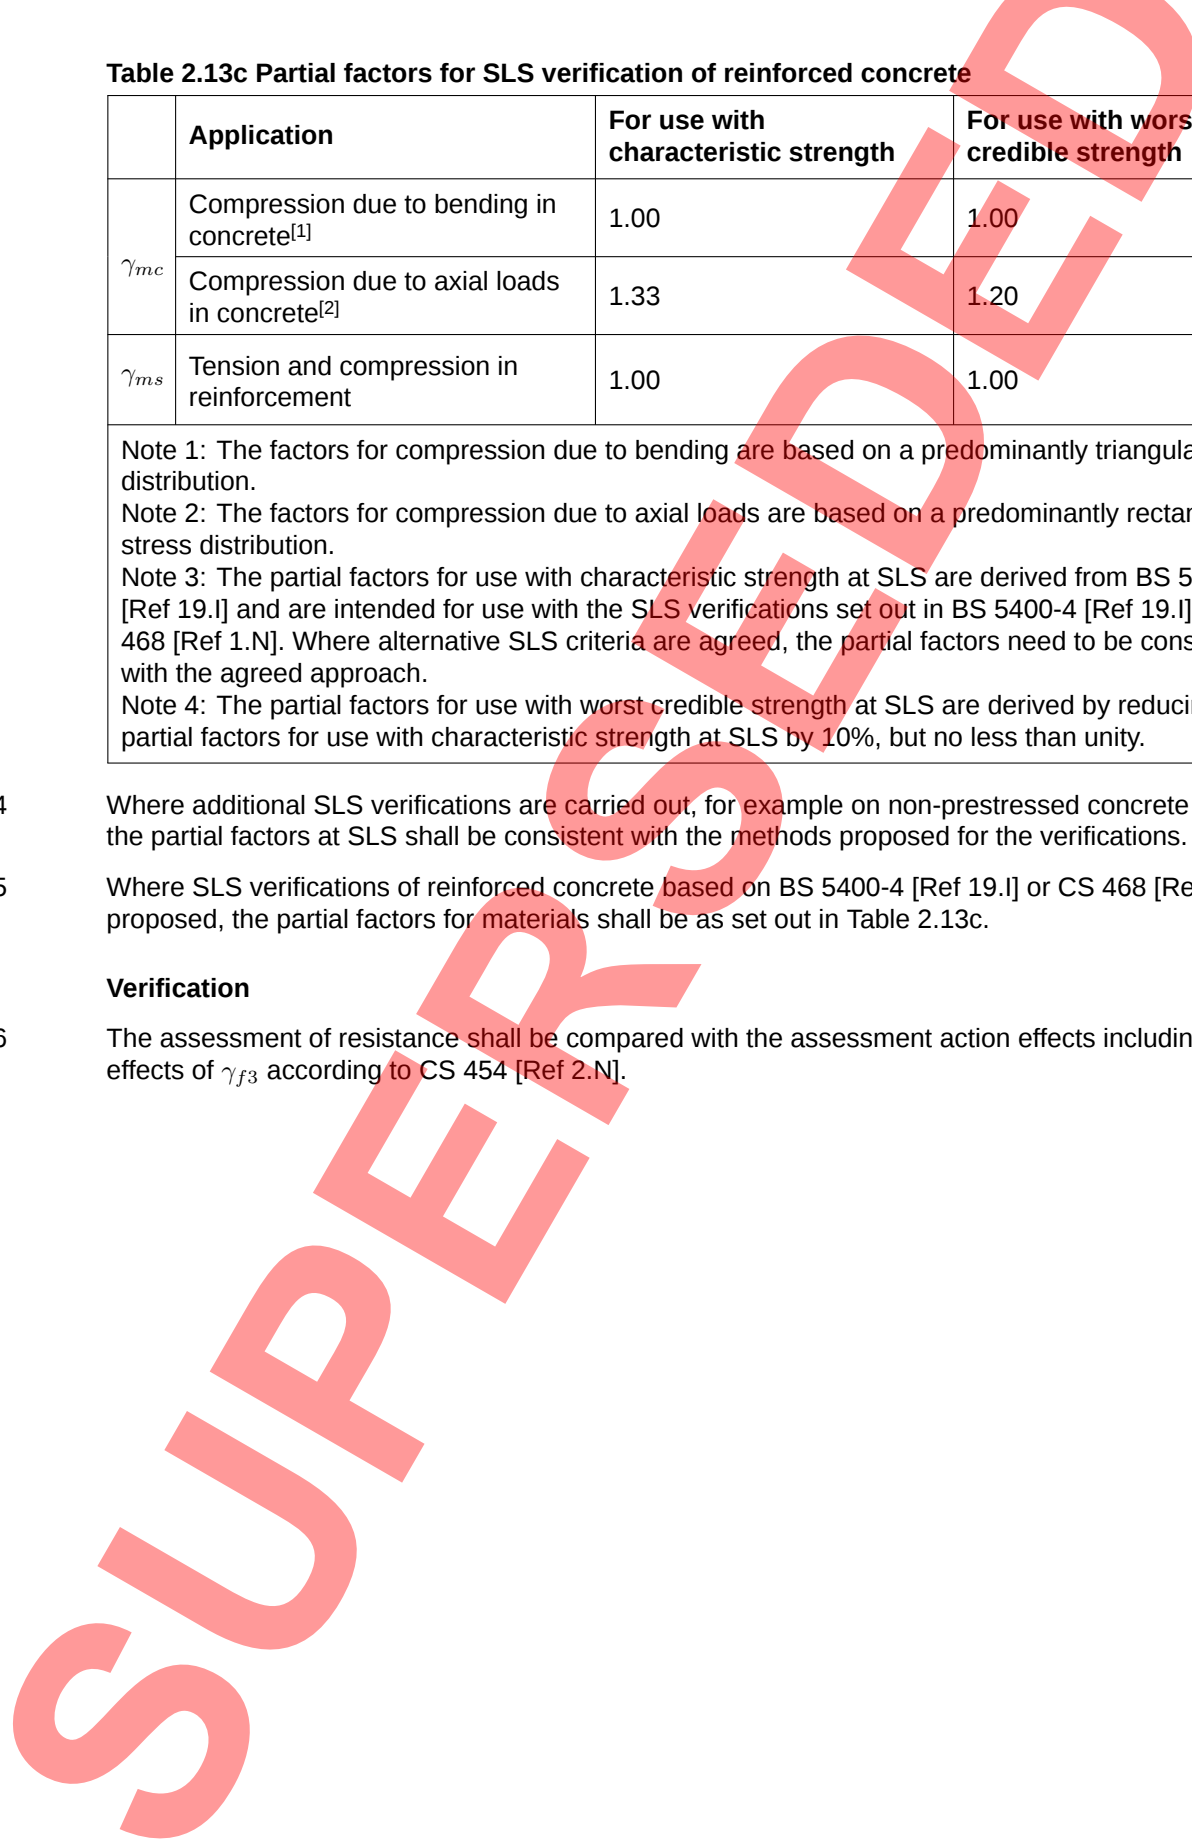 Table 2.13c Partial factors for SLS verification of reinforced concrete
Application
For use with
characteristic strength
For use with wors
credible strength
γmc
Compression due to bending in
concrete[1]
1.00
1.00
Compression due to axial loads
in concrete[2]
1.33
1.20
γms
Tension and compression in
reinforcement
1.00
1.00
Note 1: The factors for compression due to bending are based on a predominantly triangula
distribution.
Note 2: The factors for compression due to axial loads are based on a predominantly rectan
stress distribution.
Note 3: The partial factors for use with characteristic strength at SLS are derived from BS 5
[Ref 19.I] and are intended for use with the SLS verifications set out in BS 5400-4 [Ref 19.I]
468 [Ref 1.N]. Where alternative SLS criteria are agreed, the partial factors need to be cons
with the agreed approach.
Note 4: The partial factors for use with worst credible strength at SLS are derived by reducin
partial factors for use with characteristic strength at SLS by 10%, but no less than unity.
4 Where additional SLS verifications are carried out, for example on non-prestressed concrete
the partial factors at SLS shall be consistent with the methods proposed for the verifications.
5 Where SLS verifications of reinforced concrete based on BS 5400-4 [Ref 19.I] or CS 468 [Re
proposed, the partial factors for materials shall be as set out in Table 2.13c.
Verification
6 The assessment of resistance shall be compared with the assessment action effects includin
effects of γf3 according to CS 454 [Ref 2.N].
SUPERSEDED